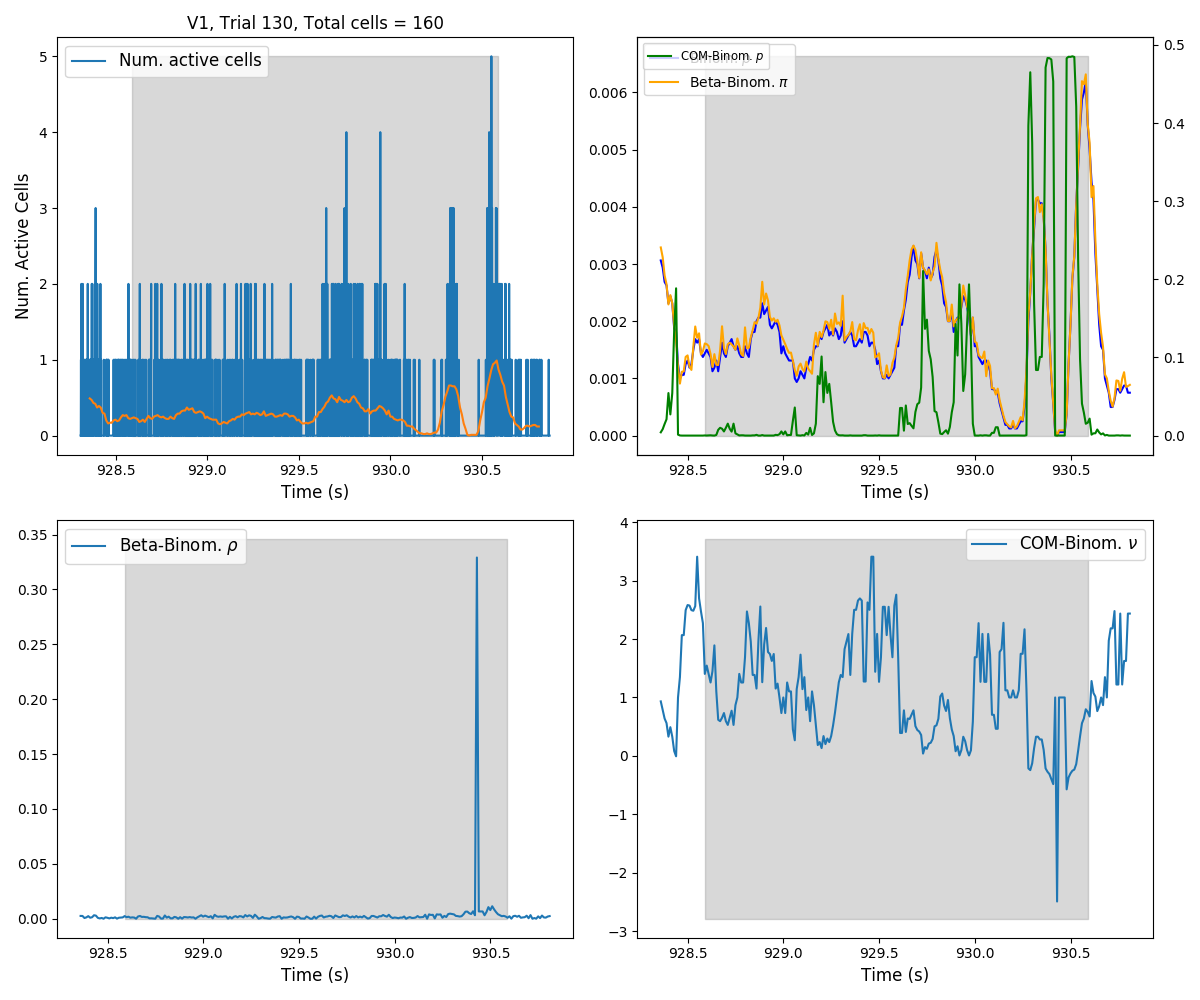 V1, Trial 130, Total cells = 160
Num. active cells
Num. Active Cells
5
4
3
2
1
0
928.5 929.0 929.5 930.0 930.5
Time (s)
COM-Binom. p
Beta-Binom. π
0.006
0.005
0.004
0.003
0.002
0.001
0.000
0.5
0.4
0.3
0.2
0.1
0.0
928.5 929.0 929.5 930.0 930.5
Time (s)
Beta-Binom. ρ
0.35
0.30
0.25
0.20
0.15
0.10
0.05
0.00
928.5 929.0 929.5 930.0 930.5
Time (s)
COM-Binom. ν
4
3
2
1
0
−1
−2
−3
928.5 929.0 929.5 930.0 930.5
Time (s)